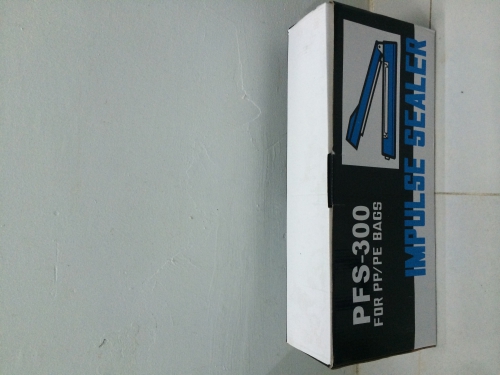 PFS-300
FOR PP/PE BAGS
IMPULSE SEALER